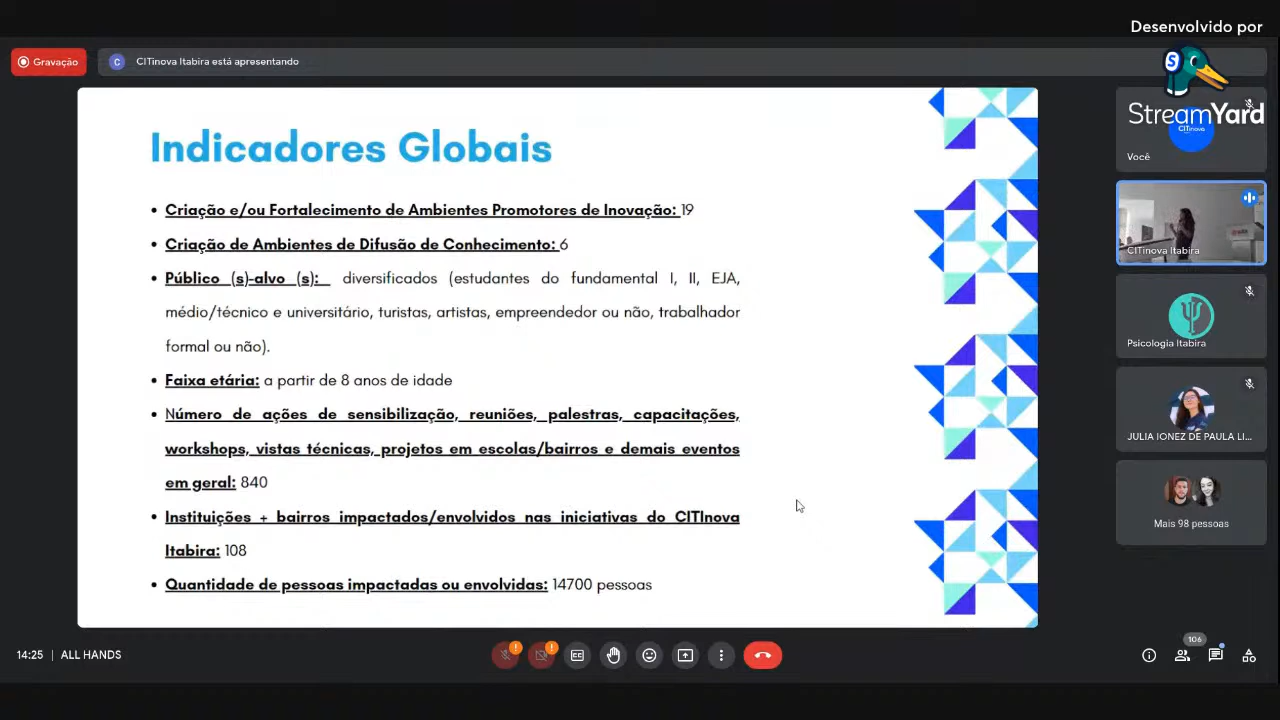 Desenvolvido por
StreamYard
Gravação
C CITinova Itabira está apresentando
Indicadores Globais
• Criação e/ou Fortalecimento de Ambientes Promotores de Inovação: 19
• Criação de Ambientes de Difusão de Conhecimento: 6
• Público (s)-alvo (s): diversificados (estudantes do fundamental I, II, EJA,
médio/técnico e universitário, turistas, artistas, empreendedor ou não, trabalhador
formal ou não).
• Faixa etária: a partir de 8 anos de idade
• Número de ações de sensibilização, reuniões, palestras, capacitações,
workshops, vistas técnicas, projetos em escolas/bairros e demais eventos
em geral: 840
• Instituições + bairros impactados/envolvidos nas iniciativas do CITInova
Itabira: 108
• Quantidade de pessoas impactadas ou envolvidas: 14700 pessoas
CITinova
Você
CITinova Itabira
Psicologia Itabira
JULIA IONEZ DE PAULA LI...
Mais 98 pessoas
14:25 | ALL HANDS
106